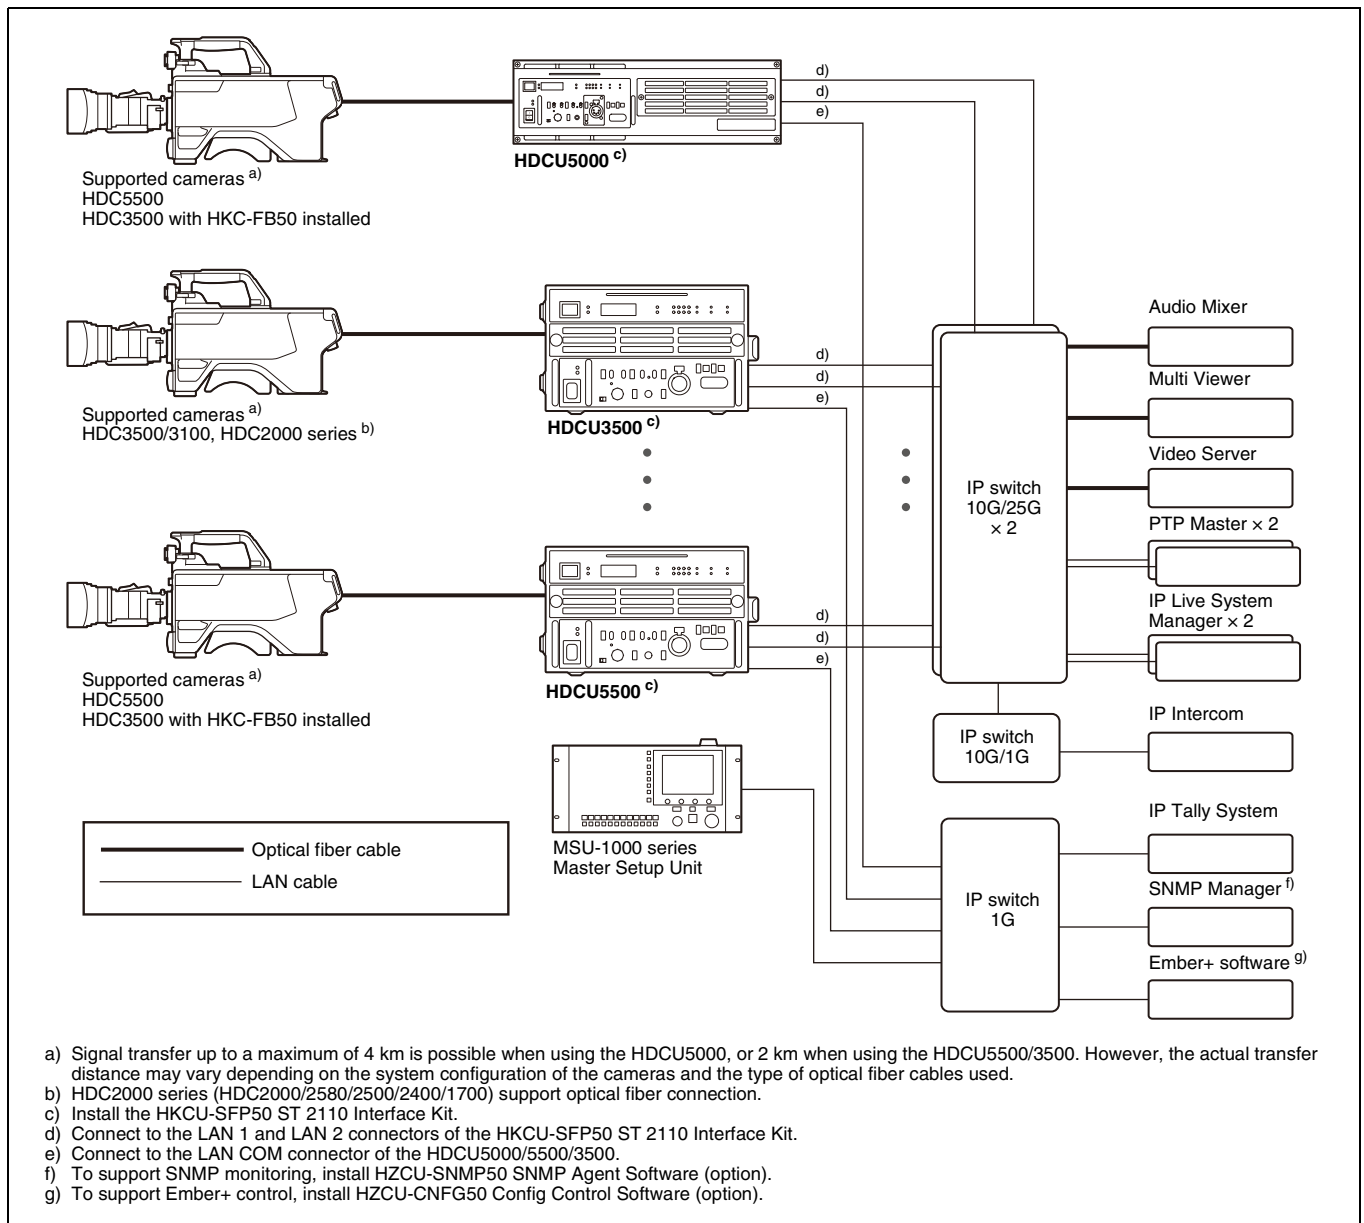 d)
d)
e)
HDCU5000 c)
Supported cameras a)
HDC5500
HDC3500 with HKC-FB50 installed
Audio Mixer
d)
d)
Multi Viewer
e)
Supported cameras a)
HDC3500/3100, HDC2000 series b)
HDCU3500 c)
Video Server
IP switch
10G/25G
× 2
PTP Master × 2
IP Live System
Manager × 2
d)
d)
e)
Supported cameras a)
HDC5500
HDC3500 with HKC-FB50 installed
HDCU5500 c)
IP Intercom
IP switch
10G/1G
IP Tally System
Optical fiber cable
LAN cable
MSU-1000 series
Master Setup Unit
SNMP Manager f)
IP switch
1G
Ember+ software g)
a) Signal transfer up to a maximum of 4 km is possible when using the HDCU5000, or 2 km when using the HDCU5500/3500. However, the actual transfer
distance may vary depending on the system configuration of the cameras and the type of optical fiber cables used.
b) HDC2000 series (HDC2000/2580/2500/2400/1700) support optical fiber connection.
c) Install the HKCU-SFP50 ST 2110 Interface Kit.
d) Connect to the LAN 1 and LAN 2 connectors of the HKCU-SFP50 ST 2110 Interface Kit.
e) Connect to the LAN COM connector of the HDCU5000/5500/3500.
f) To support SNMP monitoring, install HZCU-SNMP50 SNMP Agent Software (option).
g) To support Ember+ control, install HZCU-CNFG50 Config Control Software (option).